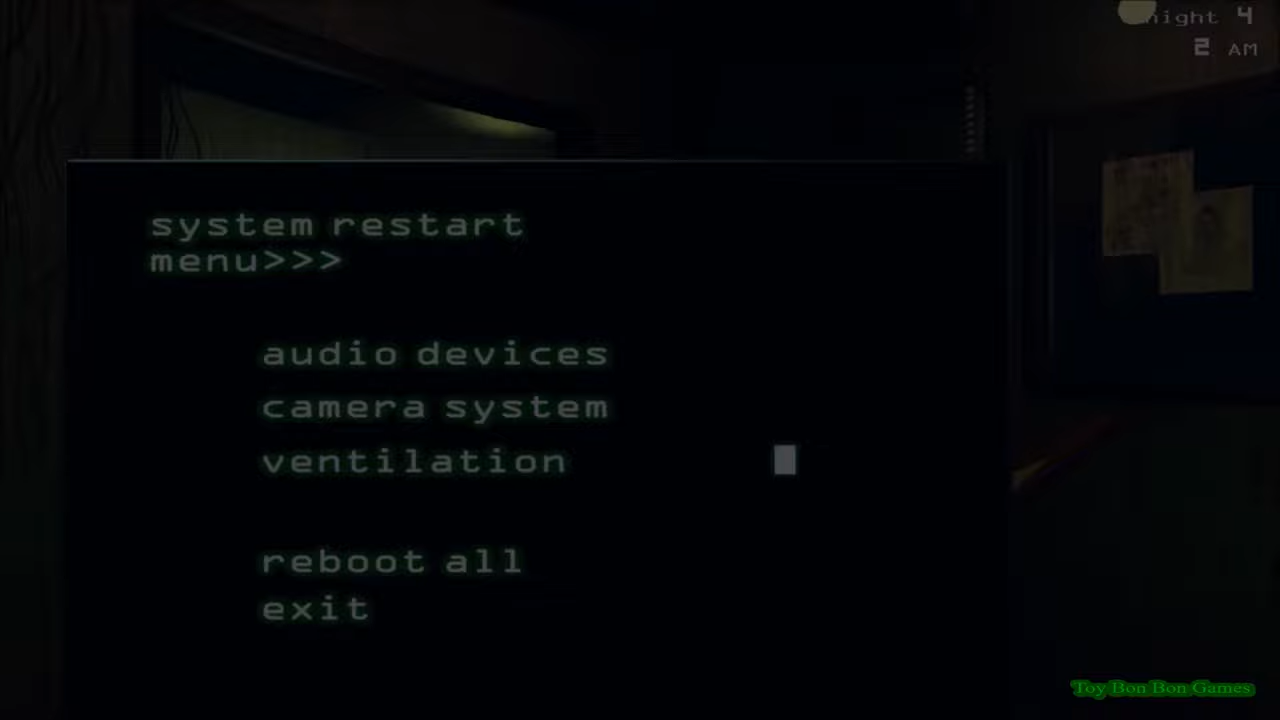 night 4
2 AM
system restart
menu>>>
audio devices
camera system
ventilation
reboot all
exit
Toy Bon Bon Games